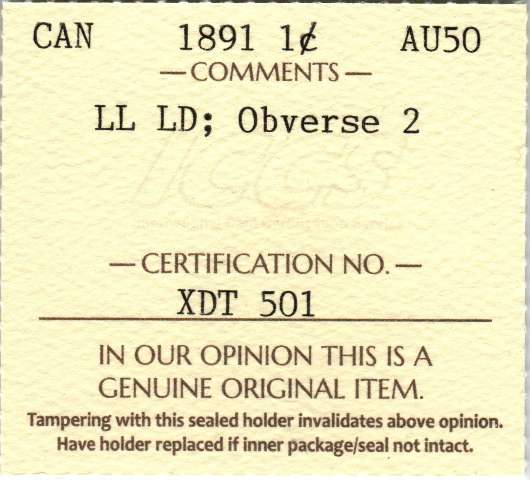 CAN 1891 1¢ AU50
— COMMENTS —
LL LD; Obverse 2
ICCS
— CERTIFICATION NO. —
XDT 501
IN OUR OPINION THIS IS A
GENUINE ORIGINAL ITEM.
Tampering with this sealed holder invalidates above opinion.
Have holder replaced if inner package/seal not intact.